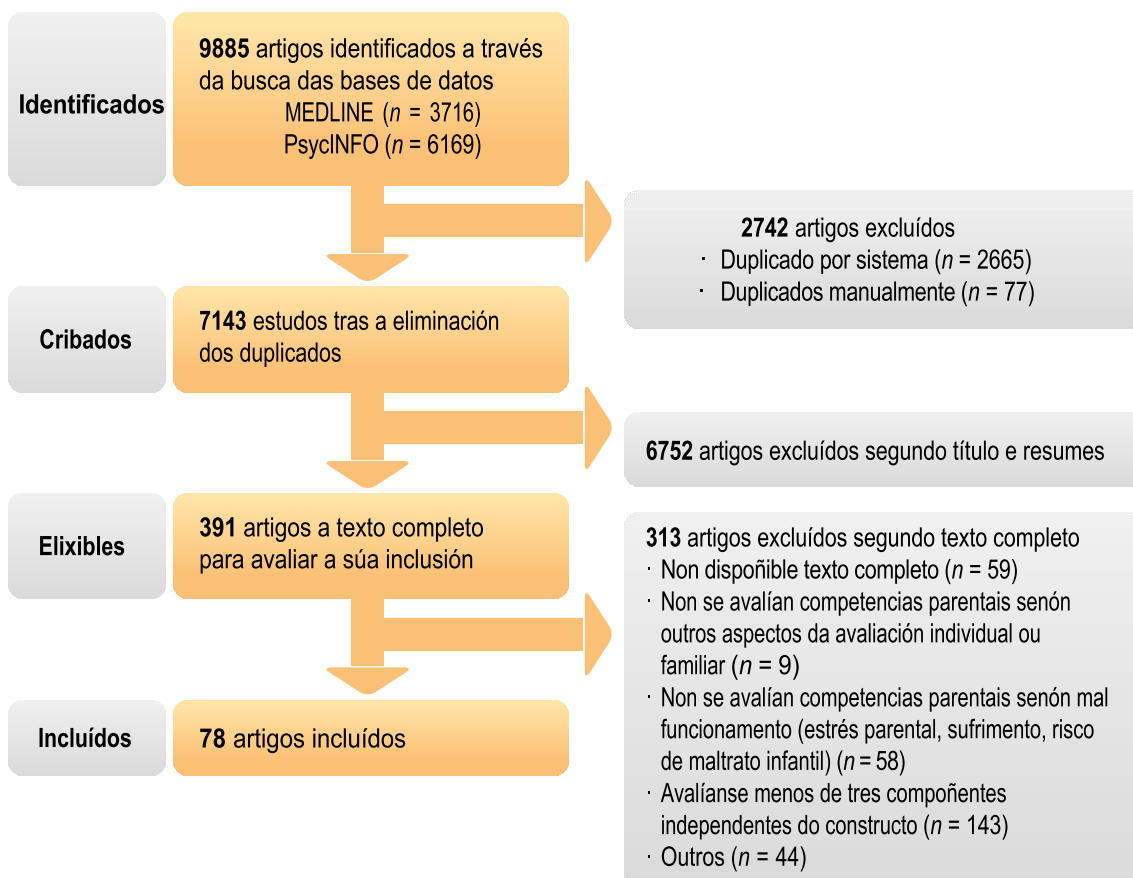 Identificados
9885 artigos identificados a través
da busca das bases de datos
MEDLINE (n = 3716)
PsycINFO (n = 6169)
2742 artigos excluídos
· Duplicado por sistema (n = 2665)
· Duplicados manualmente (n = 77)
Cribados
7143 estudos tras a eliminación
dos duplicados
6752 artigos excluídos segundo título e resumes
Elixibles
391 artigos a texto completo
para avaliar a súa inclusión
313 artigos excluídos segundo texto completo
· Non dispoñible texto completo (n = 59)
· Non se avalían competencias parentais senón
outros aspectos da avaliación individual ou
familiar (n = 9)
· Non se avalían competencias parentais senón mal
funcionamento (estrés parental, sufrimento, risco
de maltrato infantil) (n = 58)
· Avalíanse menos de tres compoñentes
independentes do constructo (n = 143)
· Outros (n = 44)
Incluídos
78 artigos incluídos